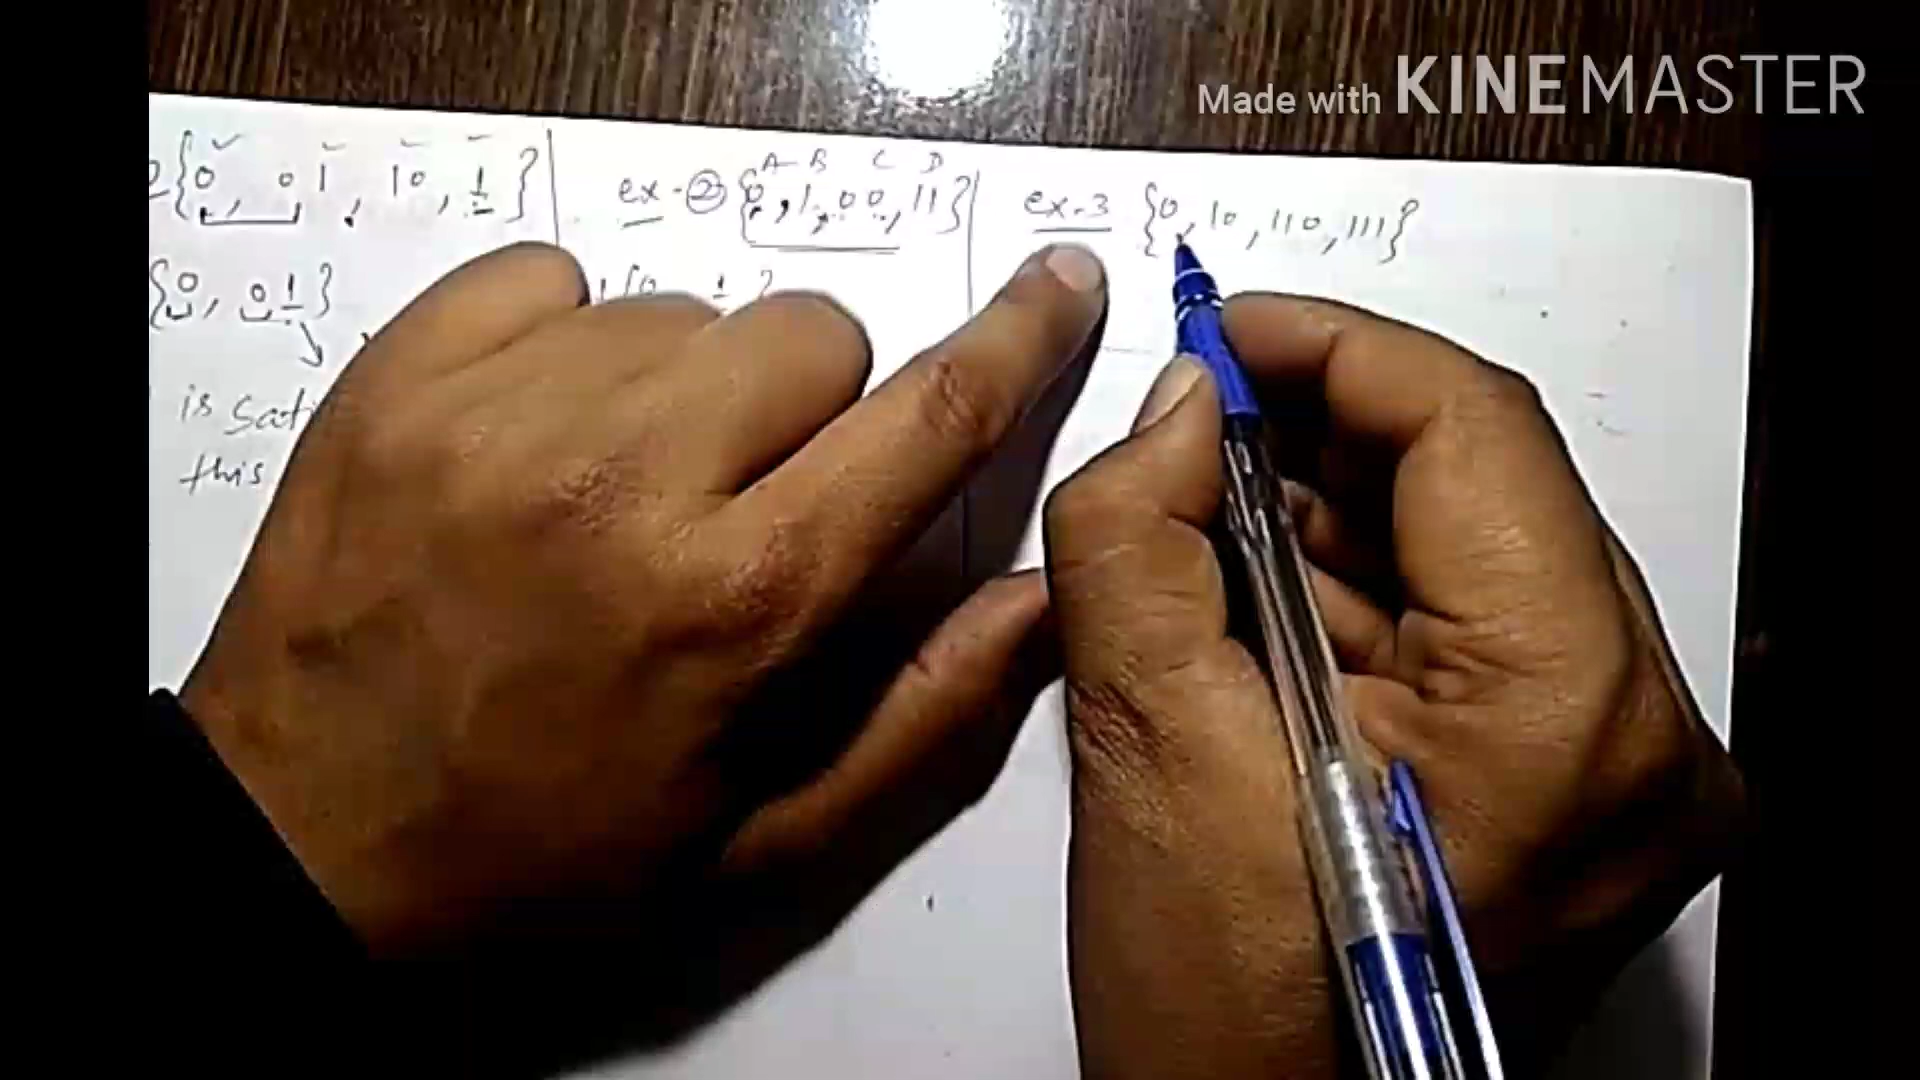 Made with KINEMASTER
{0, 01, 10, 1}
ex-② {0, 1, 00, 11}
A B C D
ex-3 {0, 10, 110, 111}
{0, 01}
is
this